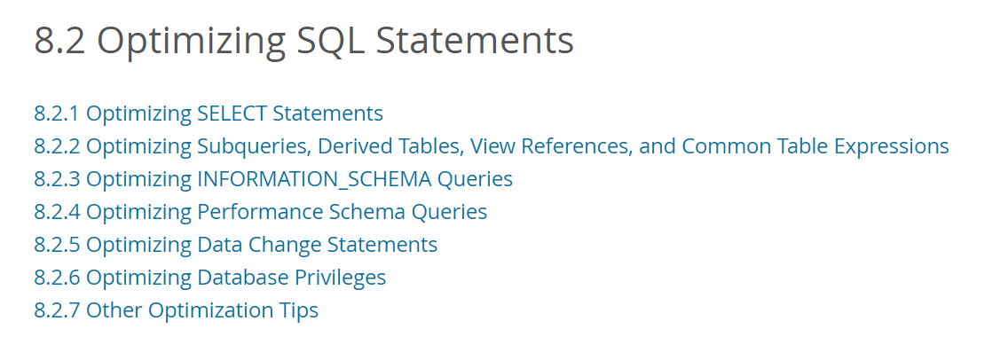 8.2 Optimizing SQL Statements
8.2.1 Optimizing SELECT Statements
8.2.2 Optimizing Subqueries, Derived Tables, View References, and Common Table Expressions
8.2.3 Optimizing INFORMATION_SCHEMA Queries
8.2.4 Optimizing Performance Schema Queries
8.2.5 Optimizing Data Change Statements
8.2.6 Optimizing Database Privileges
8.2.7 Other Optimization Tips